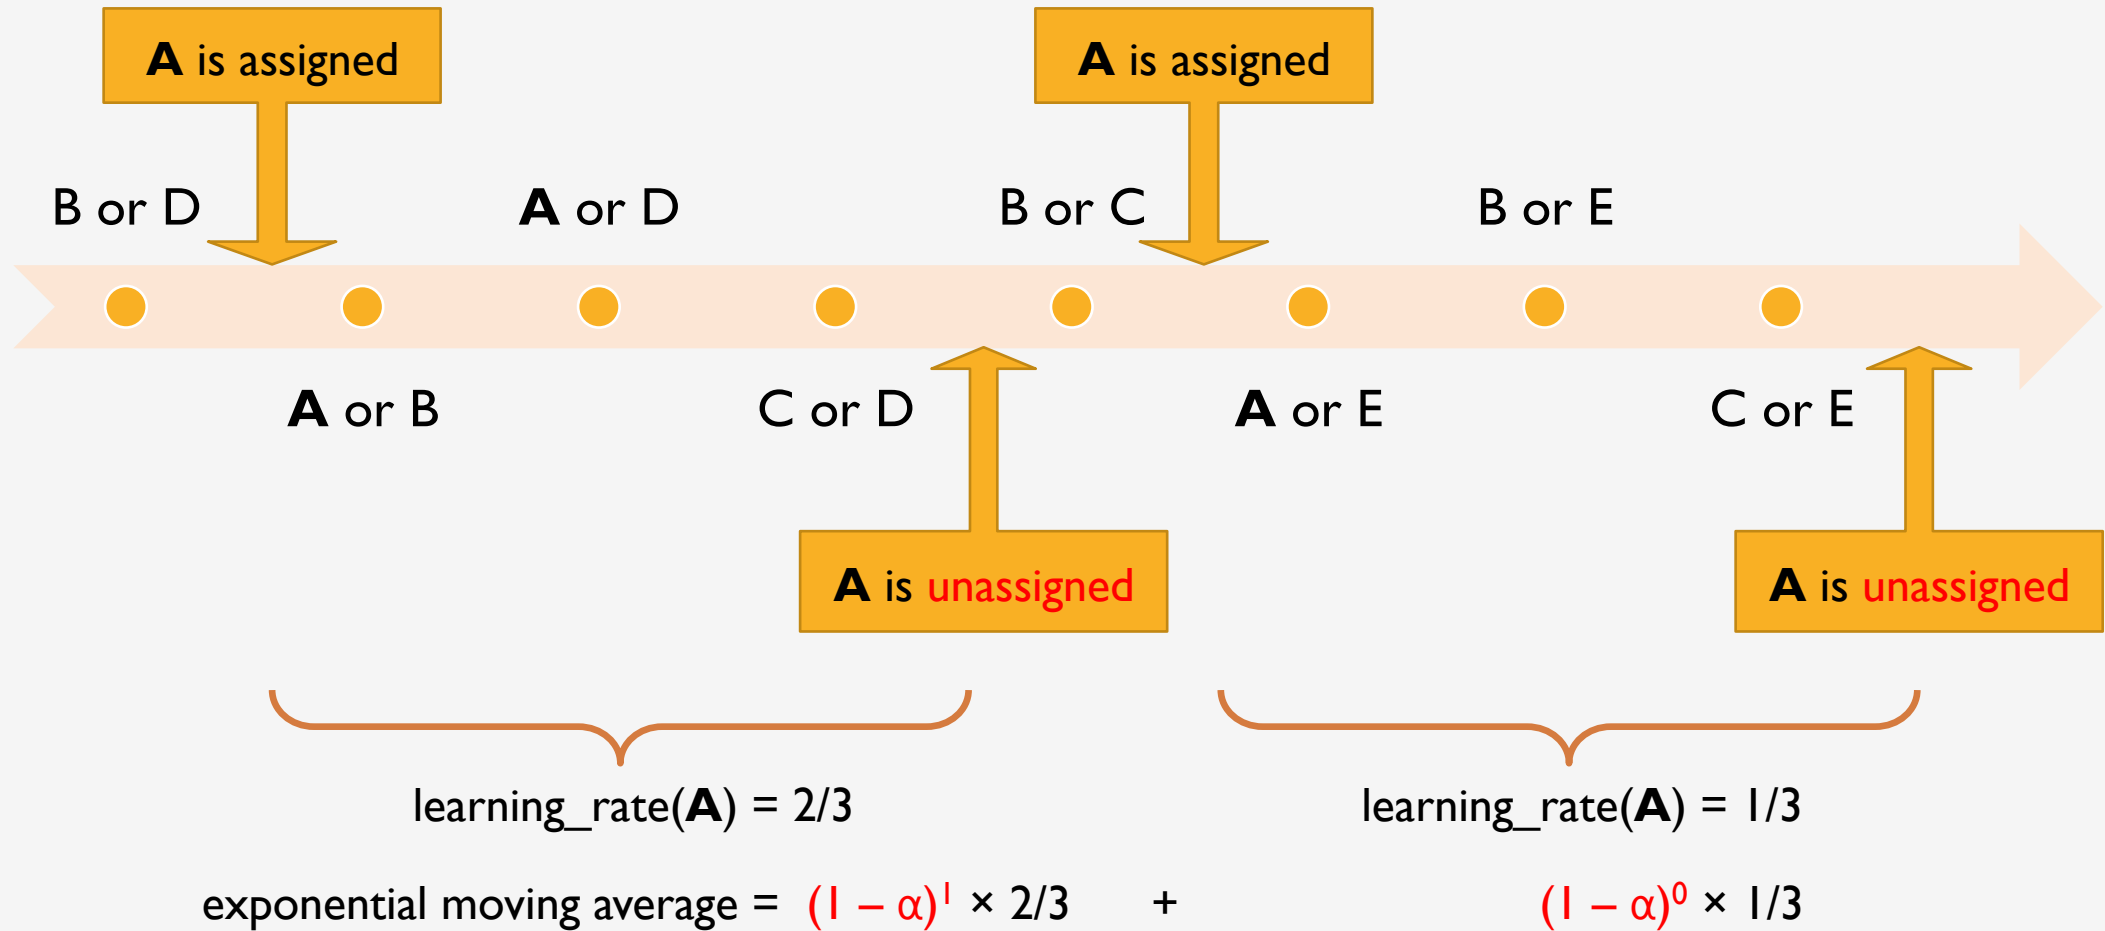 A is assigned
A is assigned
B or D
A or D
B or C
B or E
A or B
C or D
A or E
C or E
A is unassigned
A is unassigned
learning_rate(A) = 2/3
learning_rate(A) = 1/3
exponential moving average = (1 – α)¹ × 2/3 + (1 – α)⁰ × 1/3